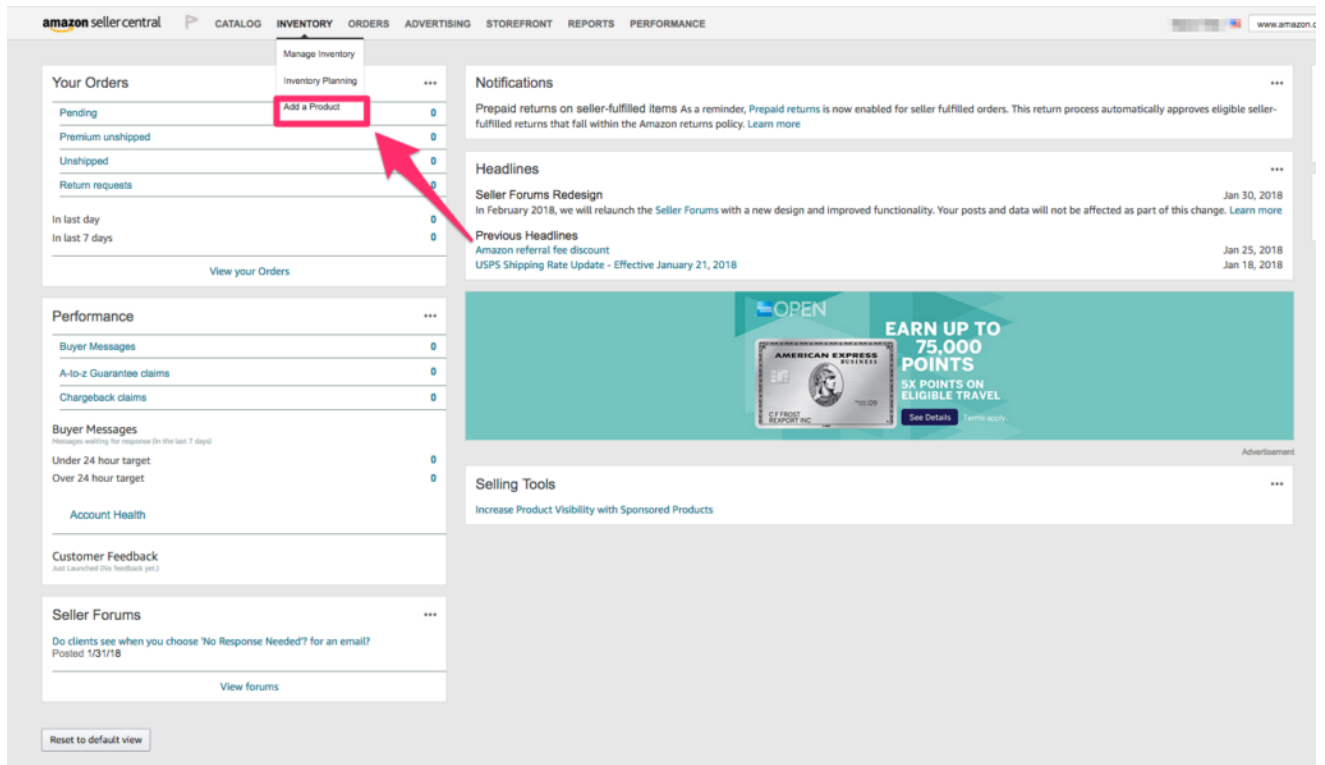 amazon seller central CATALOG INVENTORY ORDERS ADVERTISING STOREFRONT REPORTS PERFORMANCE www.amazon.c
Manage Inventory
Inventory Planning
Add a Product
Your Orders
Pending 0
Premium unshipped 0
Unshipped 0
Return requests 0
In last day 0
In last 7 days 0
View your Orders
Performance
Buyer Messages 0
A-to-z Guarantee claims 0
Chargeback claims 0
Buyer Messages
Messages waiting for response (in the last 7 days)
Under 24 hour target 0
Over 24 hour target 0
Account Health
Customer Feedback
Just Launched (No feedback yet.)
Seller Forums
Do clients see when you choose 'No Response Needed'? for an email?
Posted 1/31/18
View forums
Reset to default view
Notifications
Prepaid returns on seller-fulfilled items As a reminder, Prepaid returns is now enabled for seller fulfilled orders. This return process automatically approves eligible seller-
fulfilled returns that fall within the Amazon returns policy. Learn more
Headlines
Seller Forums Redesign Jan 30, 2018
In February 2018, we will relaunch the Seller Forums with a new design and improved functionality. Your posts and data will not be affected as part of this change. Learn more
Previous Headlines
Amazon referral fee discount Jan 25, 2018
USPS Shipping Rate Update - Effective January 21, 2018 Jan 18, 2018
OPEN
AMERICAN EXPRESS
BUSINESS
C F FROST
REXPORT INC
EARN UP TO
75,000
POINTS
5X POINTS ON
ELIGIBLE TRAVEL
See Details Terms apply
Advertisement
Selling Tools
Increase Product Visibility with Sponsored Products